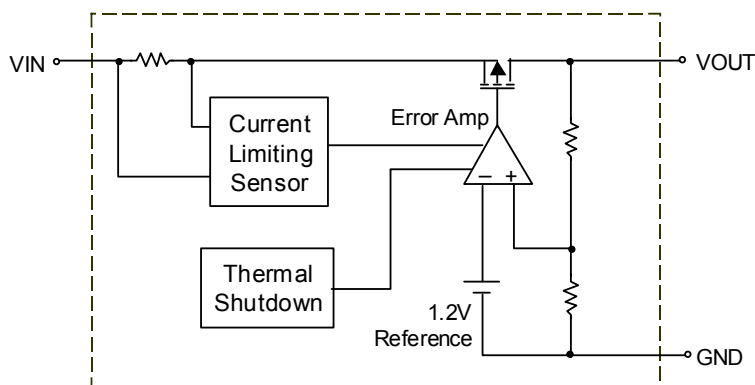 VIN
VOUT
Error Amp
Current
Limiting
Sensor
− +
Thermal
Shutdown
1.2V
Reference
GND